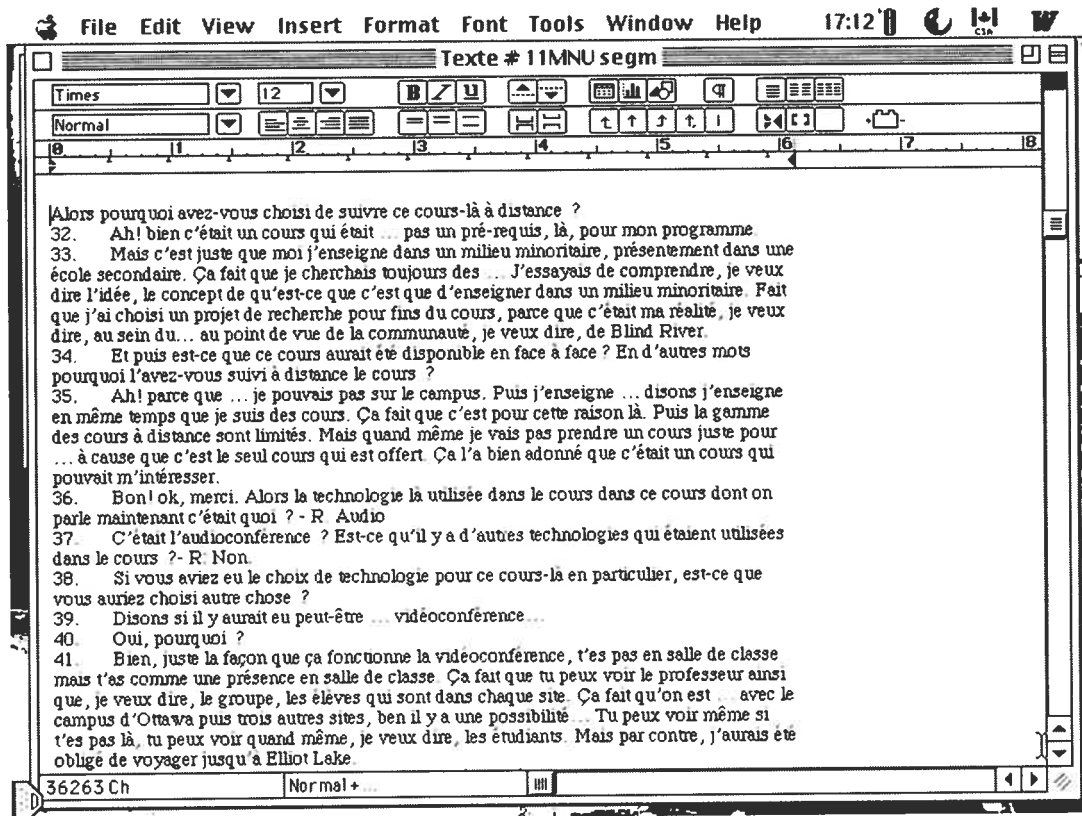 File Edit View Insert Format Font Tools Window Help 17:12
Texte # 11MNU segm
Times 12 B I U ¶
Normal
0 1 2 3 4 5 6 7 8
Alors pourquoi avez-vous choisi de suivre ce cours-là à distance ?
32. Ah! bien c'était un cours qui était ... pas un pré-requis, là, pour mon programme.
33. Mais c'est juste que moi j'enseigne dans un milieu minoritaire, présentement dans une
école secondaire. Ça fait que je cherchais toujours des ... J'essayais de comprendre, je veux
dire l'idée, le concept de qu'est-ce que c'est que d'enseigner dans un milieu minoritaire. Fait
que j'ai choisi un projet de recherche pour fins du cours, parce que c'était ma réalité, je veux
dire, au sein du... au point de vue de la communauté, je veux dire, de Blind River.
34. Et puis est-ce que ce cours aurait été disponible en face à face ? En d'autres mots
pourquoi l'avez-vous suivi à distance le cours ?
35. Ah! parce que ... je pouvais pas sur le campus. Puis j'enseigne ... disons j'enseigne
en même temps que je suis des cours. Ça fait que c'est pour cette raison là. Puis la gamme
des cours à distance sont limités. Mais quand même je vais pas prendre un cours juste pour
... à cause que c'est le seul cours qui est offert. Ça l'a bien adonné que c'était un cours qui
pouvait m'intéresser.
36. Bon! ok, merci. Alors la technologie là utilisée dans le cours dans ce cours dont on
parle maintenant c'était quoi ? - R. Audio
37. C'était l'audioconférence ? Est-ce qu'il y a d'autres technologies qui étaient utilisées
dans le cours ?- R. Non.
38. Si vous aviez eu le choix de technologie pour ce cours-là en particulier, est-ce que
vous auriez choisi autre chose ?
39. Disons si il y aurait eu peut-être ... vidéoconférence...
40. Oui, pourquoi ?
41. Bien, juste la façon que ça fonctionne la vidéoconférence, t'es pas en salle de classe
mais t'as comme une présence en salle de classe. Ça fait que tu peux voir le professeur ainsi
que, je veux dire, le groupe, les élèves qui sont dans chaque site. Ça fait qu'on est ... avec le
campus d'Ottawa puis trois autres sites, ben il y a une possibilité ... Tu peux voir même si
t'es pas là, tu peux voir quand même, je veux dire, les étudiants. Mais par contre, j'aurais été
obligé de voyager jusqu'à Elliot Lake.
36263 Ch Normal + ...